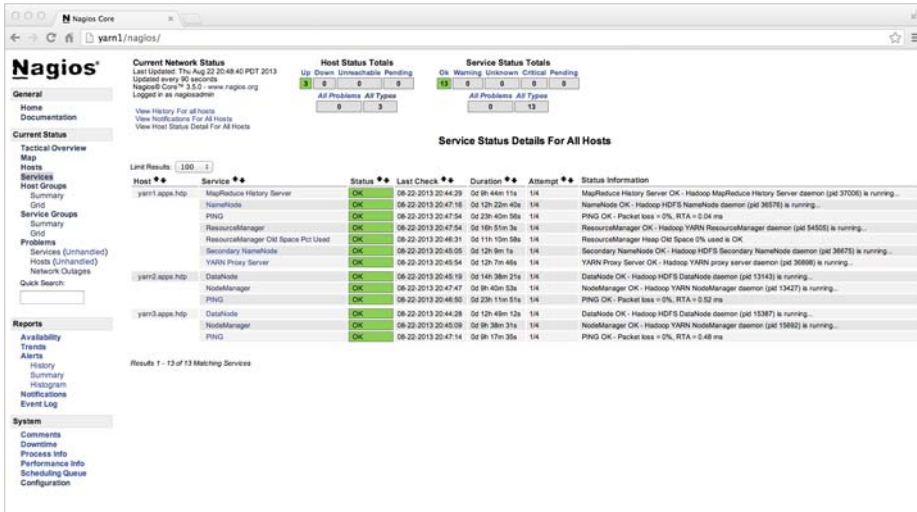 Nagios Core
yarn1/nagios/
Nagios®
General
Home
Documentation
Current Status
Tactical Overview
Map
Hosts
Services
Host Groups
Summary
Grid
Service Groups
Summary
Grid
Problems
Services (Unhandled)
Hosts (Unhandled)
Network Outages
Quick Search:
Reports
Availability
Trends
Alerts
History
Summary
Histogram
Notifications
Event Log
System
Comments
Downtime
Process Info
Performance Info
Scheduling Queue
Configuration
Current Network Status
Last Updated: Thu Aug 22 20:48:40 PDT 2013
Updated every 90 seconds
Nagios® Core™ 3.5.0 - www.nagios.org
Logged in as nagiosadmin
View History For all hosts
View Notifications For All Hosts
View Host Status Detail For All Hosts
Host Status Totals
Up Down Unreachable Pending
3 0 0 0
All Problems All Types
0 3
Service Status Totals
Ok Warning Unknown Critical Pending
13 0 0 0 0
All Problems All Types
0 13
Service Status Details For All Hosts
Limit Results: 100
Host Service Status Last Check Duration Attempt Status Information
yarn1.apps.hdp MapReduce History Server OK 08-22-2013 20:44:29 0d 9h 44m 11s 1/4 MapReduce History Server OK - Hadoop MapReduce History Server daemon (pid 37006) is running...
NameNode OK 08-22-2013 20:47:16 0d 12h 22m 40s 1/4 NameNode OK - Hadoop HDFS NameNode daemon (pid 36576) is running...
PING OK 08-22-2013 20:47:54 0d 23h 40m 56s 1/4 PING OK - Packet loss = 0%, RTA = 0.04 ms
ResourceManager OK 08-22-2013 20:47:54 0d 16h 51m 3s 1/4 ResourceManager OK - Hadoop YARN ResourceManager daemon (pid 54505) is running...
ResourceManager Old Space Pct Used OK 08-22-2013 20:46:31 0d 11h 10m 58s 1/4 ResourceManager Heap Old Space 0% used is OK
Secondary NameNode OK 08-22-2013 20:45:05 0d 12h 9m 1s 1/4 Secondary NameNode OK - Hadoop HDFS Secondary NameNode daemon (pid 36675) is running...
YARN Proxy Server OK 08-22-2013 20:45:54 0d 12h 7m 46s 1/4 YARN Proxy Server OK - Hadoop YARN proxy server daemon (pid 36898) is running...
yarn2.apps.hdp DataNode OK 08-22-2013 20:45:19 0d 14h 38m 21s 1/4 DataNode OK - Hadoop HDFS DataNode daemon (pid 13143) is running...
NodeManager OK 08-22-2013 20:47:47 0d 9h 40m 53s 1/4 NodeManager OK - Hadoop YARN NodeManager daemon (pid 13427) is running...
PING OK 08-22-2013 20:46:50 0d 23h 11m 51s 1/4 PING OK - Packet loss = 0%, RTA = 0.52 ms
yarn3.apps.hdp DataNode OK 08-22-2013 20:44:28 0d 12h 49m 12s 1/4 DataNode OK - Hadoop HDFS DataNode daemon (pid 15387) is running...
NodeManager OK 08-22-2013 20:45:09 0d 9h 38m 31s 1/4 NodeManager OK - Hadoop YARN NodeManager daemon (pid 15692) is running...
PING OK 08-22-2013 20:47:14 0d 9h 17m 35s 1/4 PING OK - Packet loss = 0%, RTA = 0.48 ms
Results 1 - 13 of 13 Matching Services